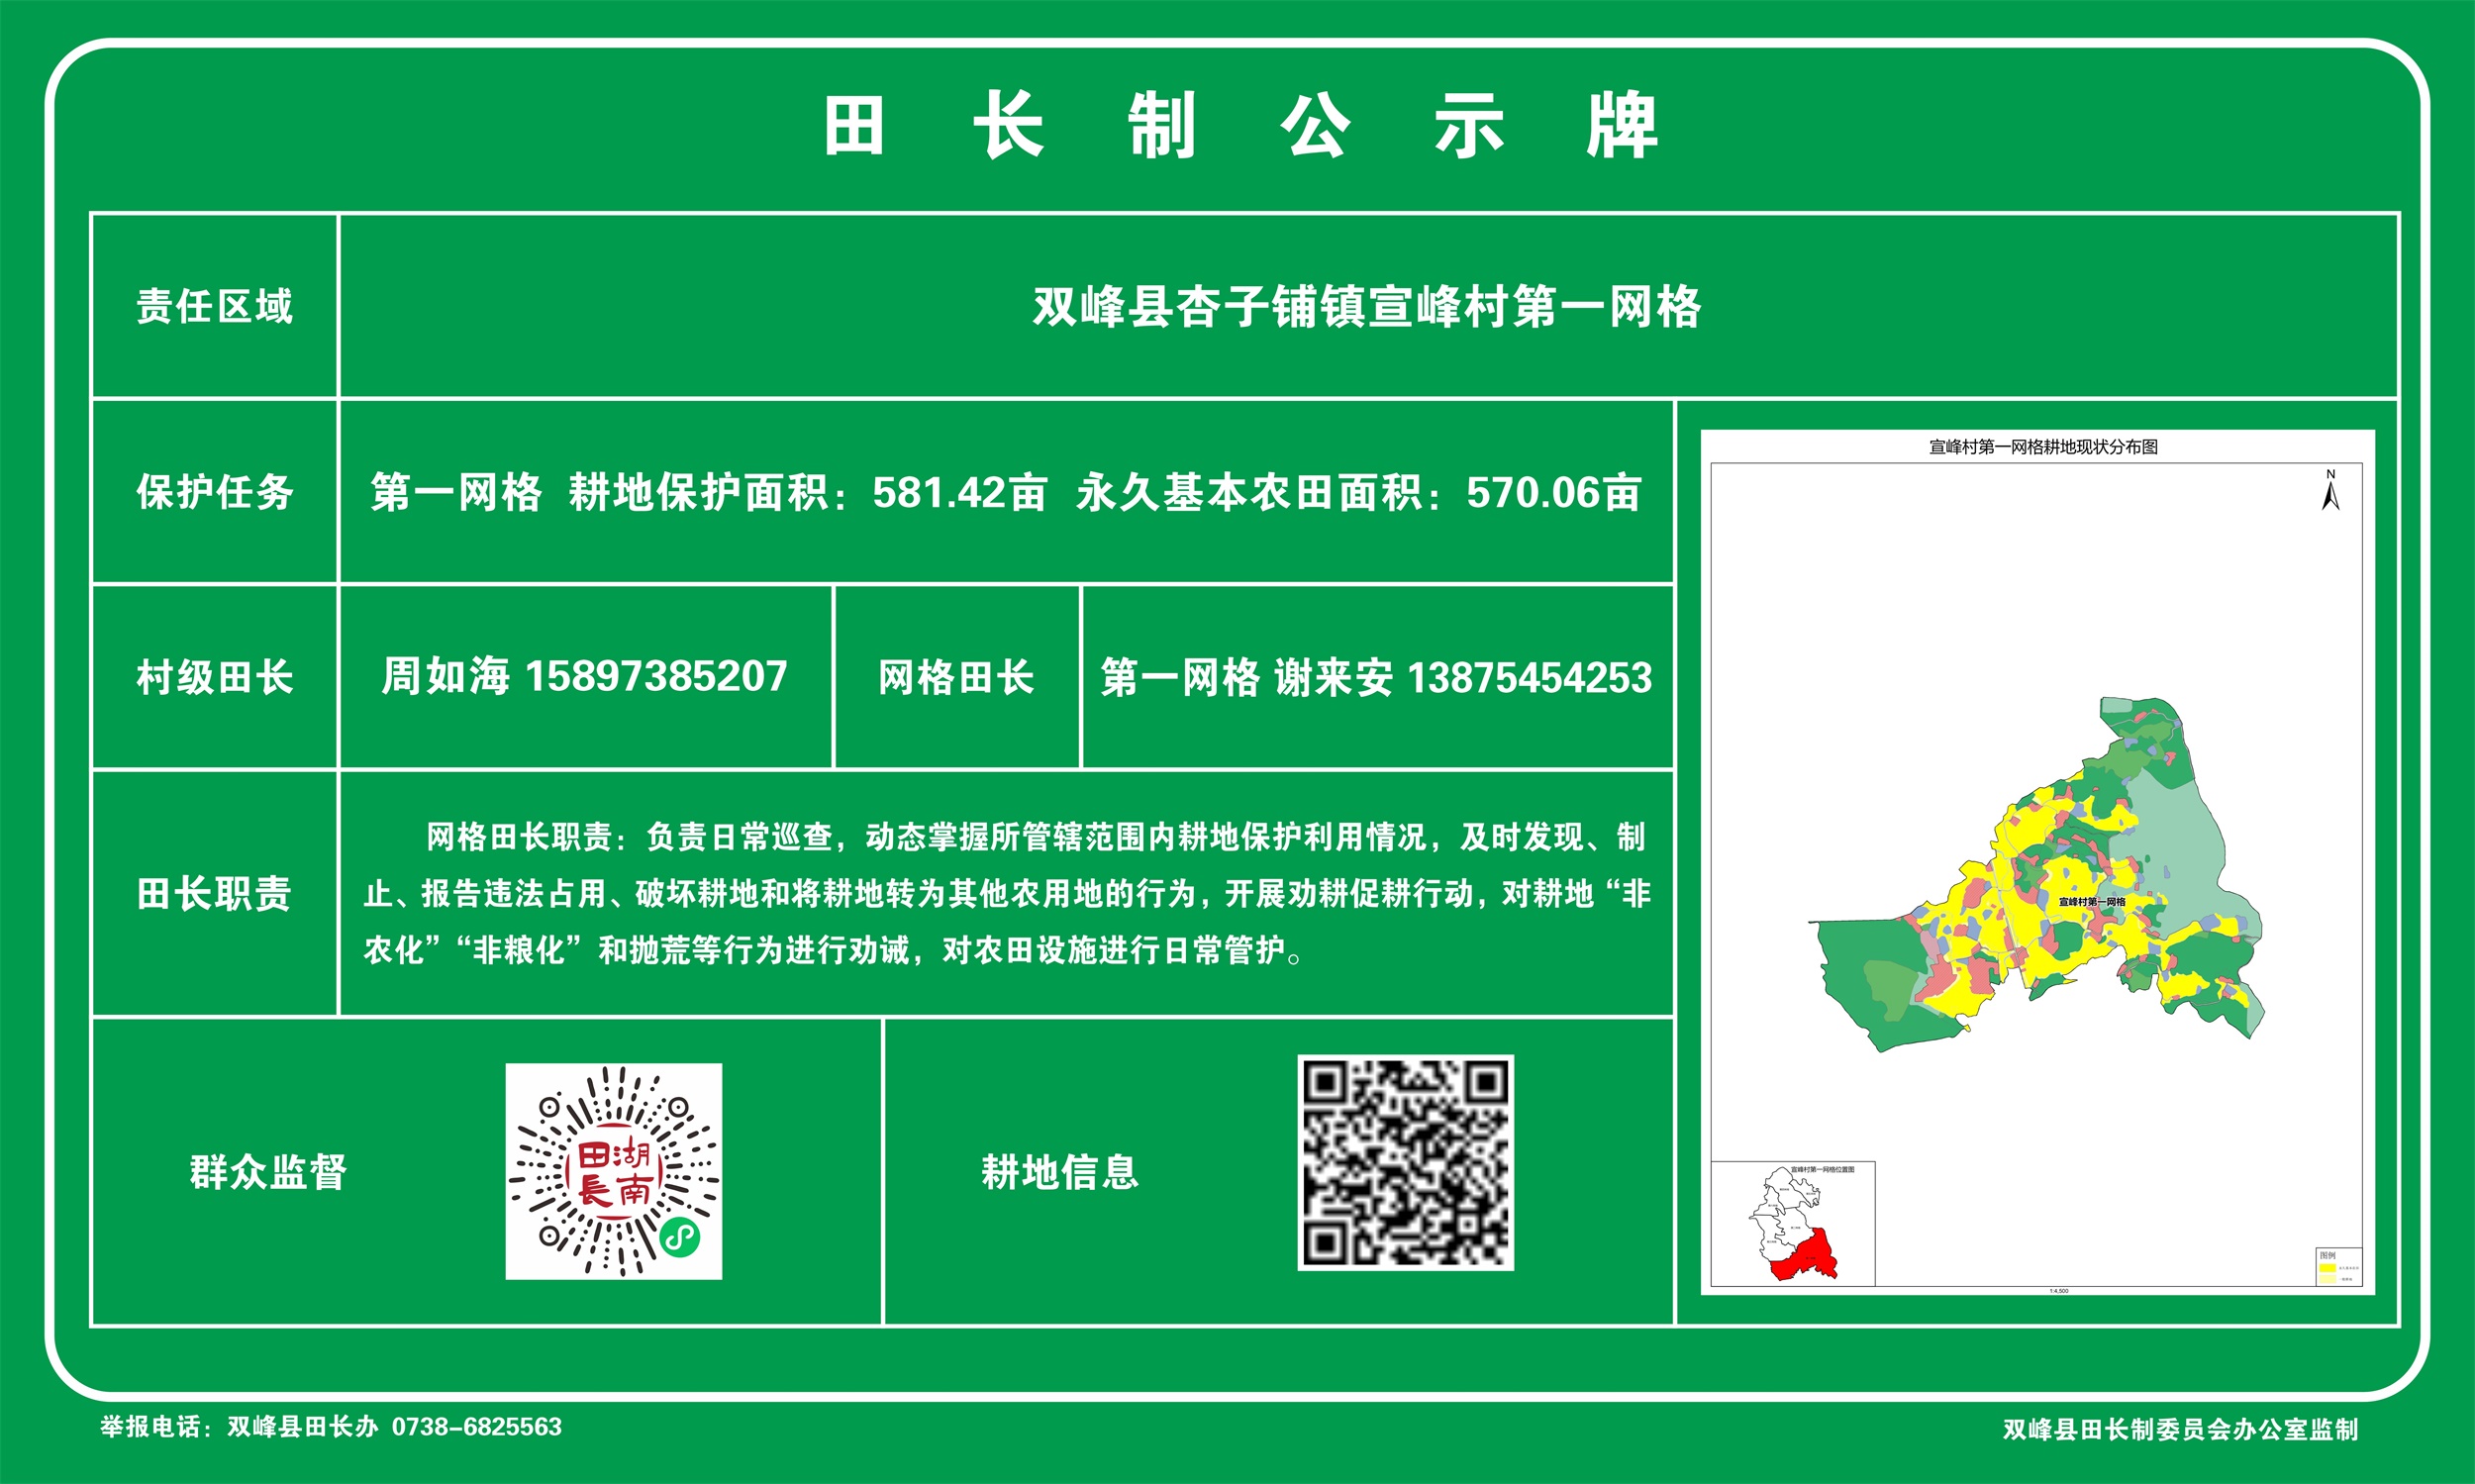 田长制公示牌
责任区域
双峰县杏子铺镇宣峰村第一网格
保护任务
第一网格 耕地保护面积：581.42亩 永久基本农田面积：570.06亩
村级田长
周如海 15897385207
网格田长
第一网格 谢来安 13875454253
田长职责
网格田长职责：负责日常巡查，动态掌握所管辖范围内耕地保护利用情况，及时发现、制
止、报告违法占用、破坏耕地和将耕地转为其他农用地的行为，开展劝耕促耕行动，对耕地“非
农化”“非粮化”和抛荒等行为进行劝诫，对农田设施进行日常管护。
群众监督
湖南
田長
耕地信息
宣峰村第一网格耕地现状分布图
N
宣峰村第一网格
宣峰村第一网格位置图
图例
1:4,500
举报电话：双峰县田长办 0738-6825563
双峰县田长制委员会办公室监制